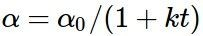 α = α₀/(1 + kt)